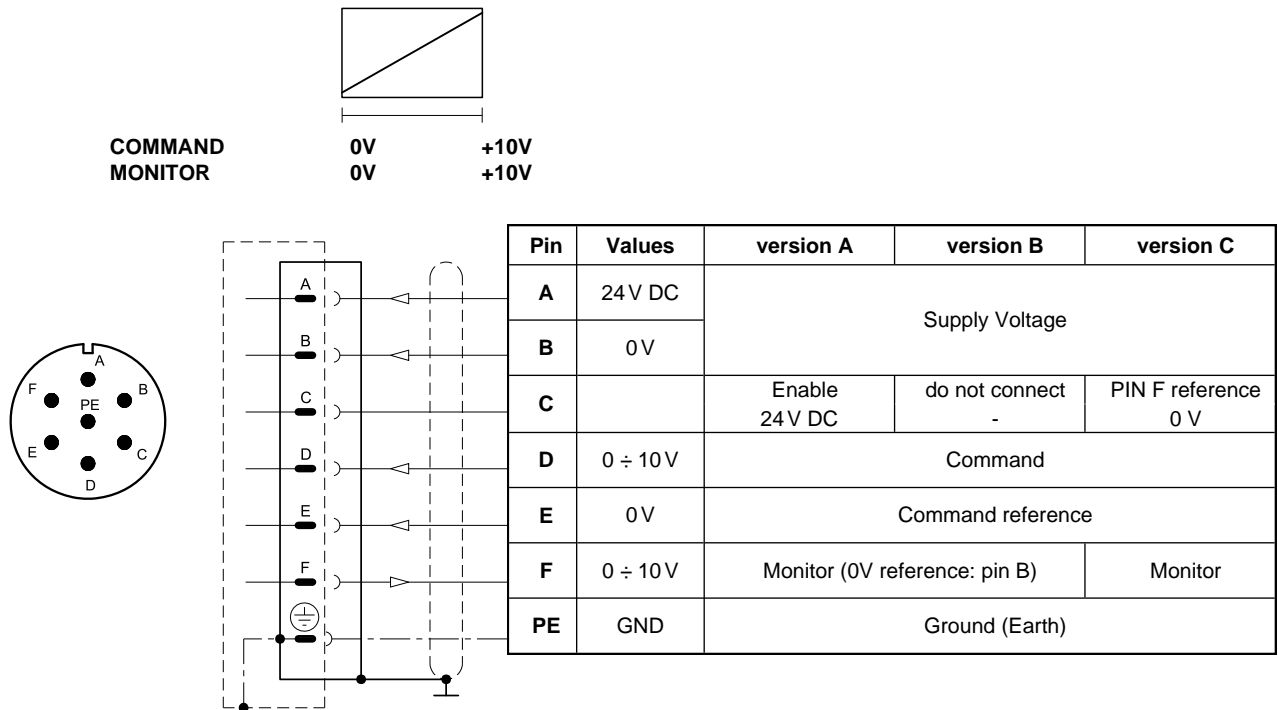 COMMAND 0V +10V
MONITOR 0V +10V
Pin Values version A version B version C
A 24 V DC Supply Voltage
B 0 V
C Enable 24 V DC do not connect - PIN F reference 0 V
D 0 ÷ 10 V Command
E 0 V Command reference
F 0 ÷ 10 V Monitor (0V reference: pin B) Monitor
PE GND Ground (Earth)
A
B
C
D
E
F
A
F
B
PE
E
C
D